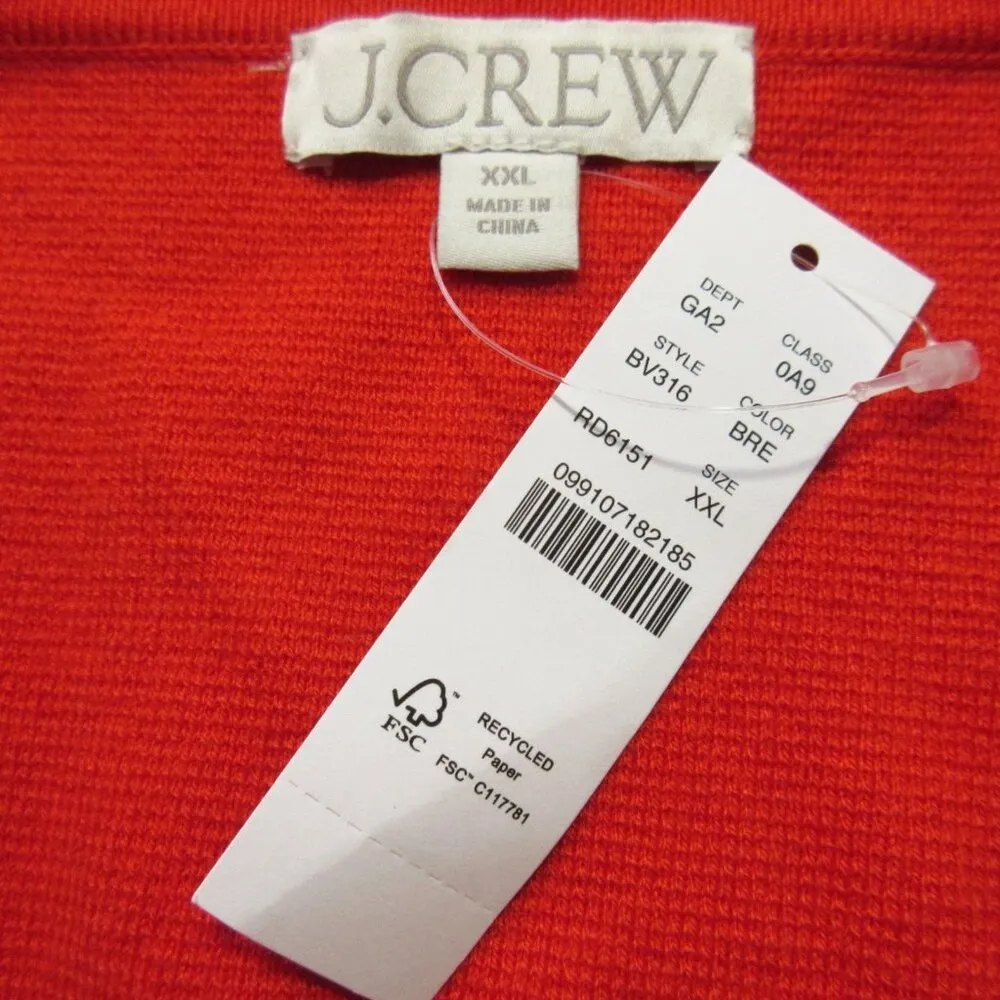 J.CREW
XXL
MADE IN
CHINA
DEPT
GA2
CLASS
0A9
STYLE
BV316
COLOR
BRE
RD6151
SIZE
XXL
099107182185
FSC™
RECYCLED
Paper
FSC™ C117781